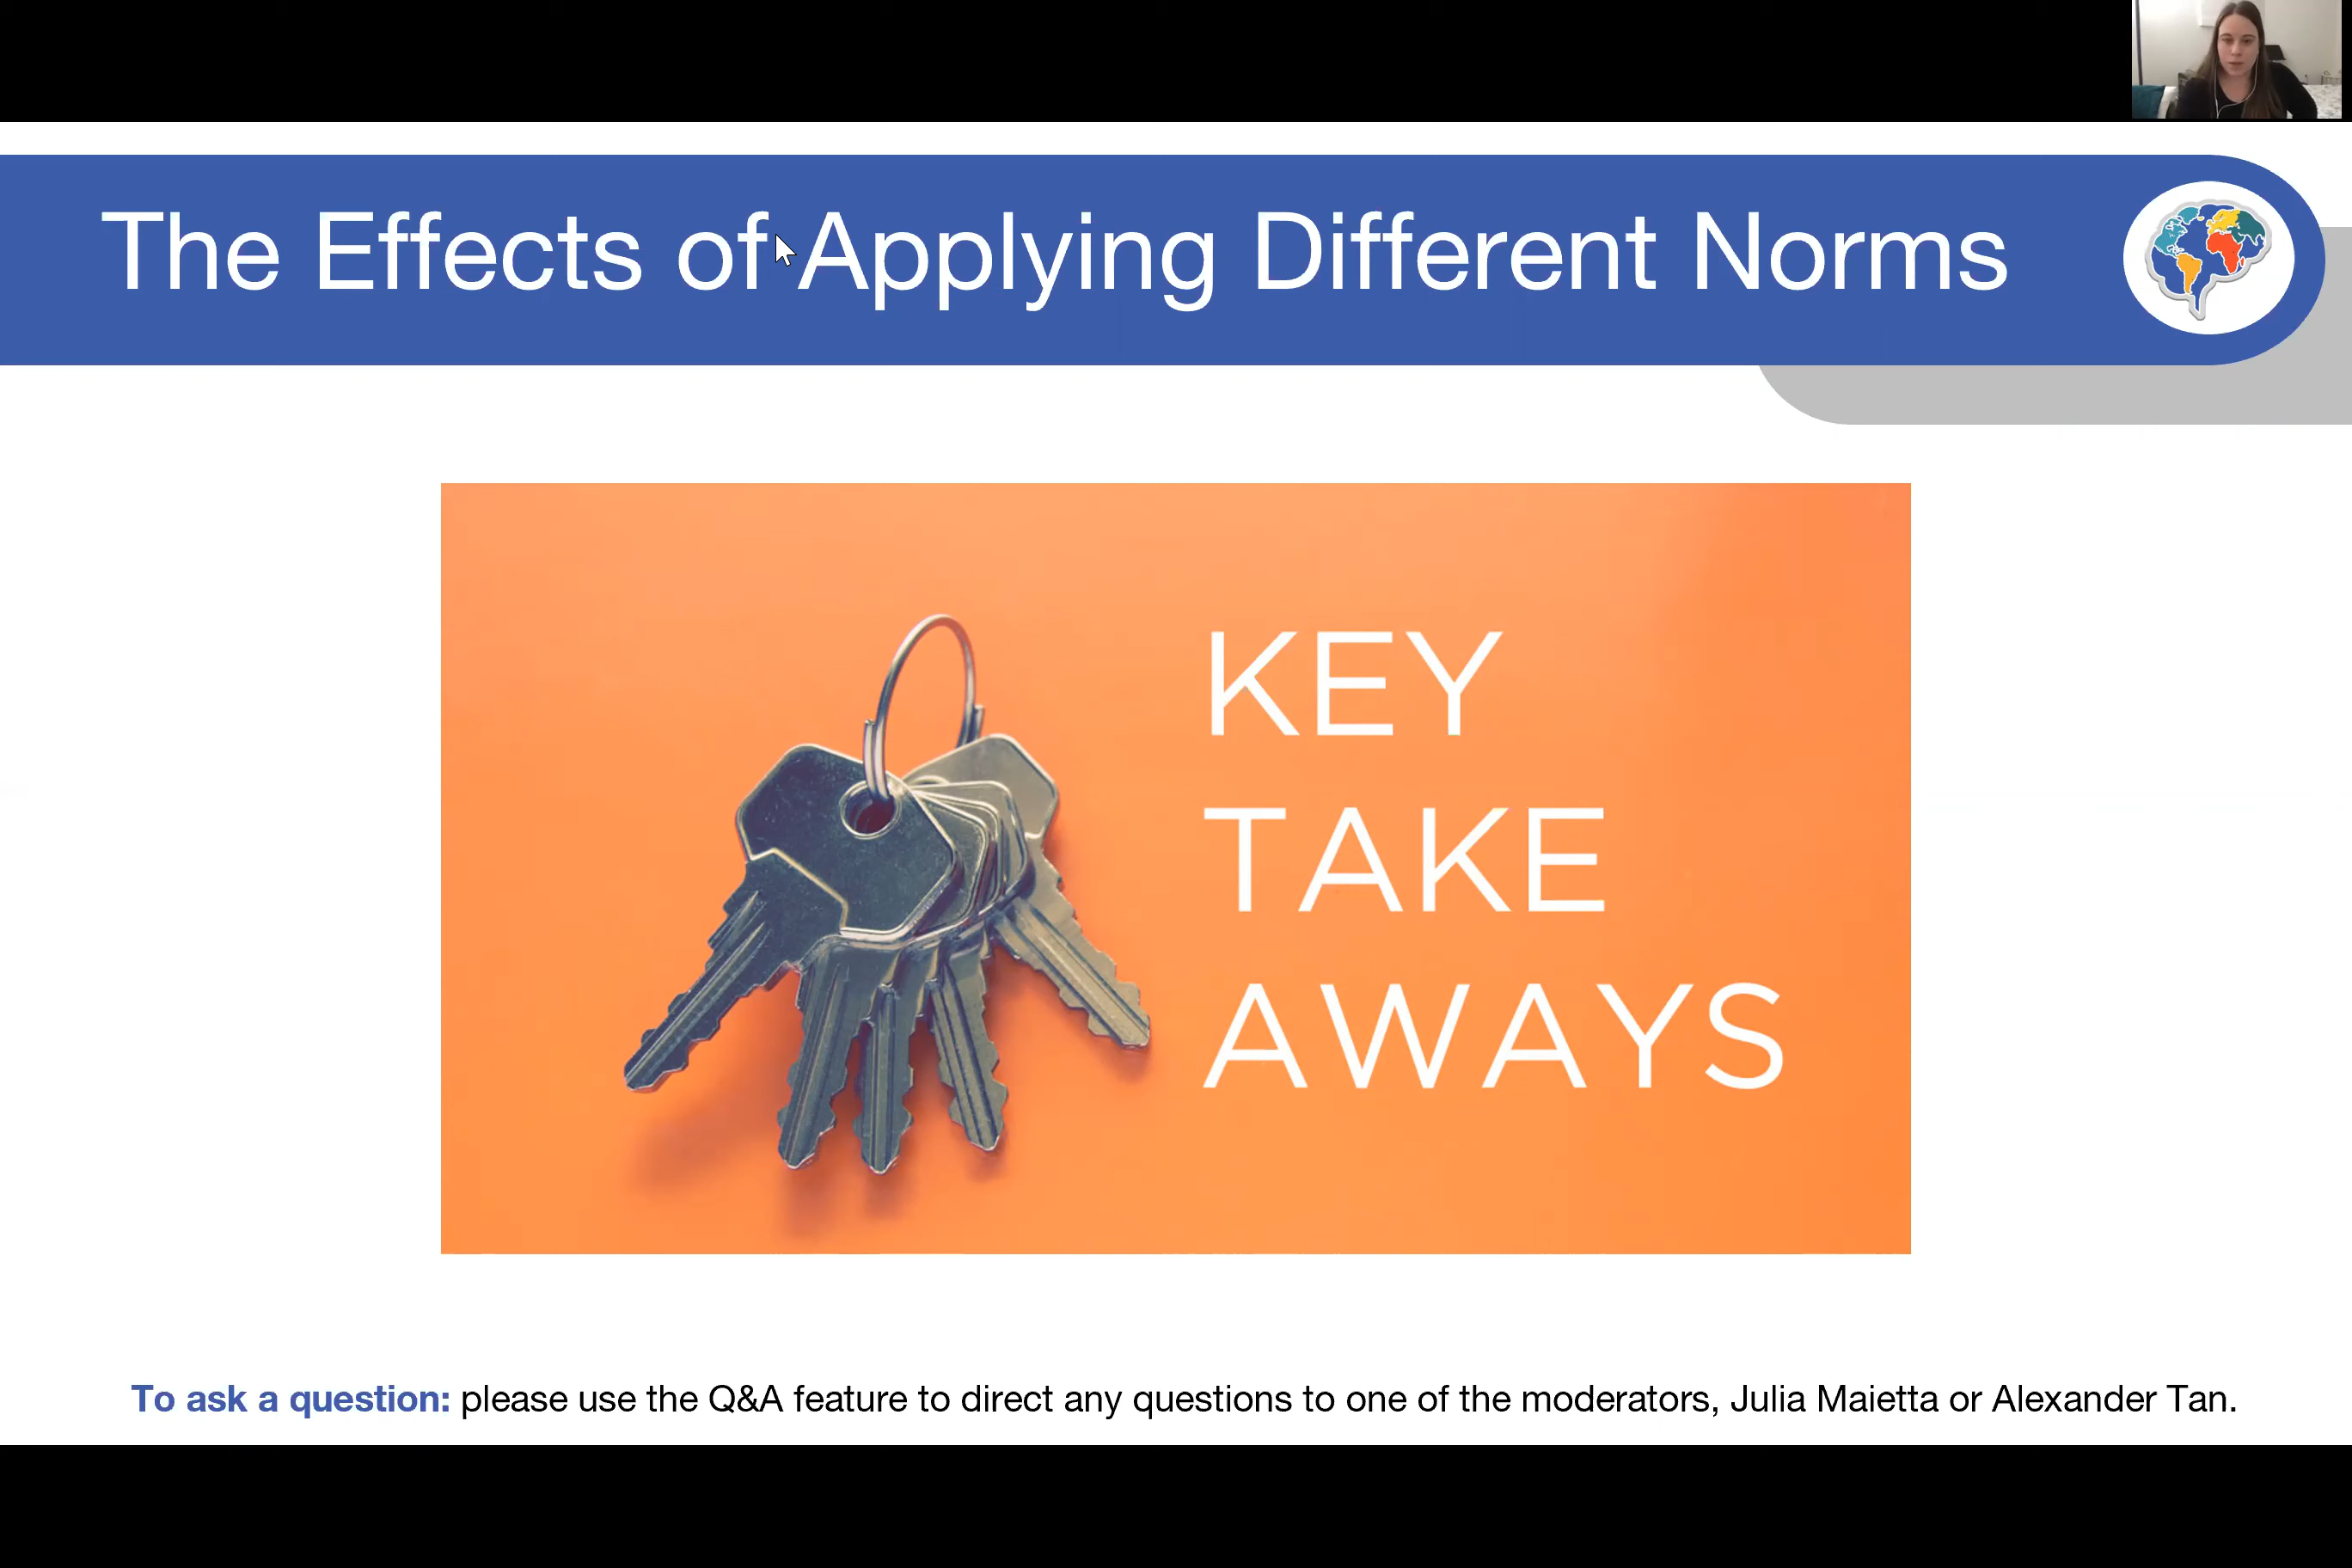 The Effects of Applying Different Norms
KEY
TAKE
AWAYS
To ask a question: please use the Q&A feature to direct any questions to one of the moderators, Julia Maietta or Alexander Tan.